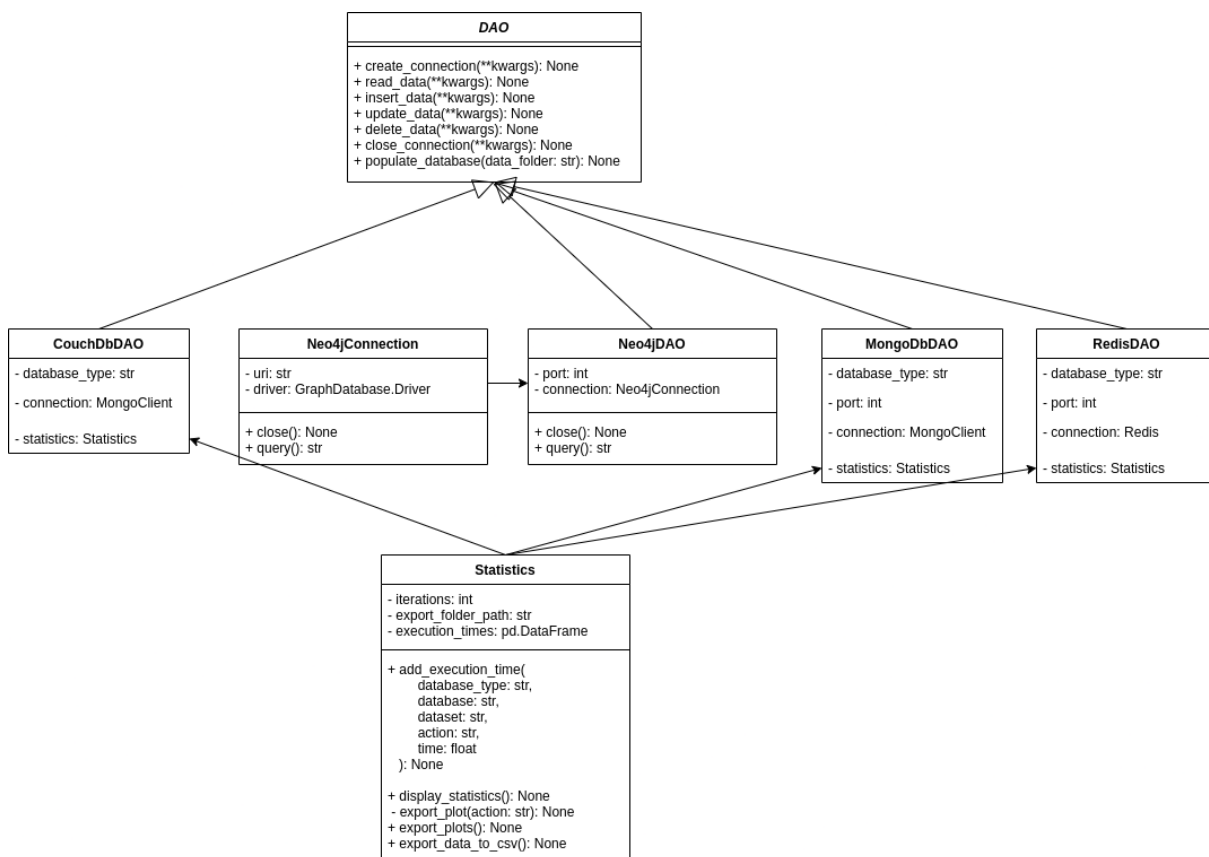 DAO
+ create_connection(**kwargs): None
+ read_data(**kwargs): None
+ insert_data(**kwargs): None
+ update_data(**kwargs): None
+ delete_data(**kwargs): None
+ close_connection(**kwargs): None
+ populate_database(data_folder: str): None
CouchDbDAO
- database_type: str
- connection: MongoClient
- statistics: Statistics
Neo4jConnection
- uri: str
- driver: GraphDatabase.Driver
+ close(): None
+ query(): str
Neo4jDAO
- port: int
- connection: Neo4jConnection
+ close(): None
+ query(): str
MongoDbDAO
- database_type: str
- port: int
- connection: MongoClient
- statistics: Statistics
RedisDAO
- database_type: str
- port: int
- connection: Redis
- statistics: Statistics
Statistics
- iterations: int
- export_folder_path: str
- execution_times: pd.DataFrame
+ add_execution_time(
database_type: str,
database: str,
dataset: str,
action: str,
time: float
): None
+ display_statistics(): None
- export_plot(action: str): None
+ export_plots(): None
+ export_data_to_csv(): None